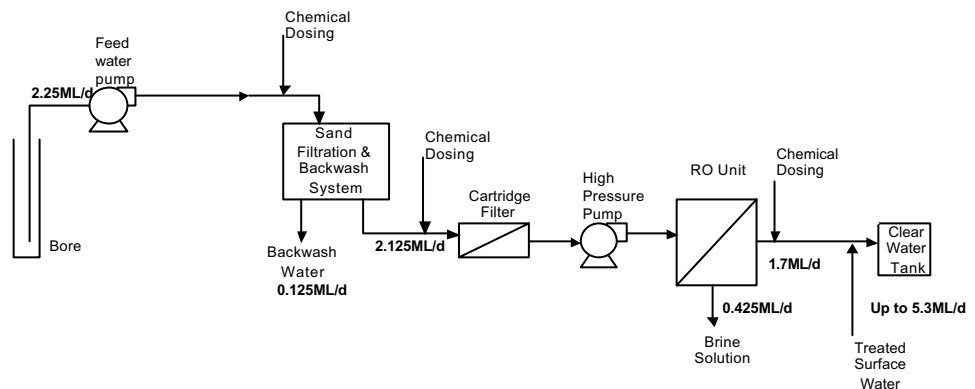 Chemical
Dosing
Feed
water
pump
2.25ML/d
Sand
Filtration &
Backwash
System
Chemical
Dosing
Bore
Backwash
Water
0.125ML/d
2.125ML/d
Cartridge
Filter
High
Pressure
Pump
RO Unit
Chemical
Dosing
1.7ML/d
Clear
Water
Tank
0.425ML/d
Brine
Solution
Up to 5.3ML/d
Treated
Surface
Water